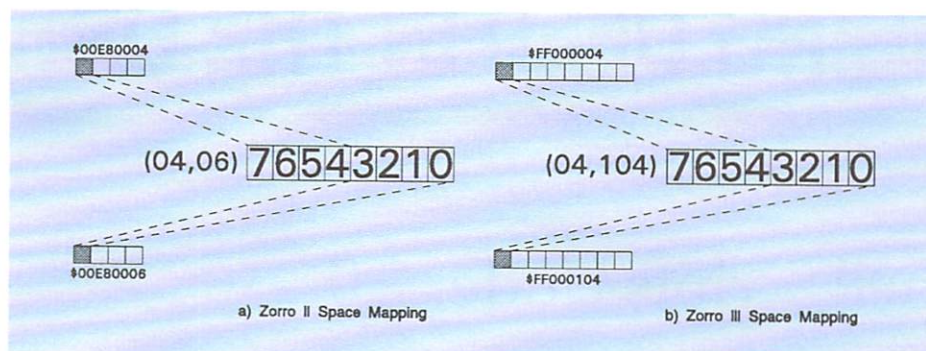 $00E80004
(04,06) 76543210
$00E80006
a) Zorro II Space Mapping
$FF000004
(04,104) 76543210
$FF000104
b) Zorro III Space Mapping